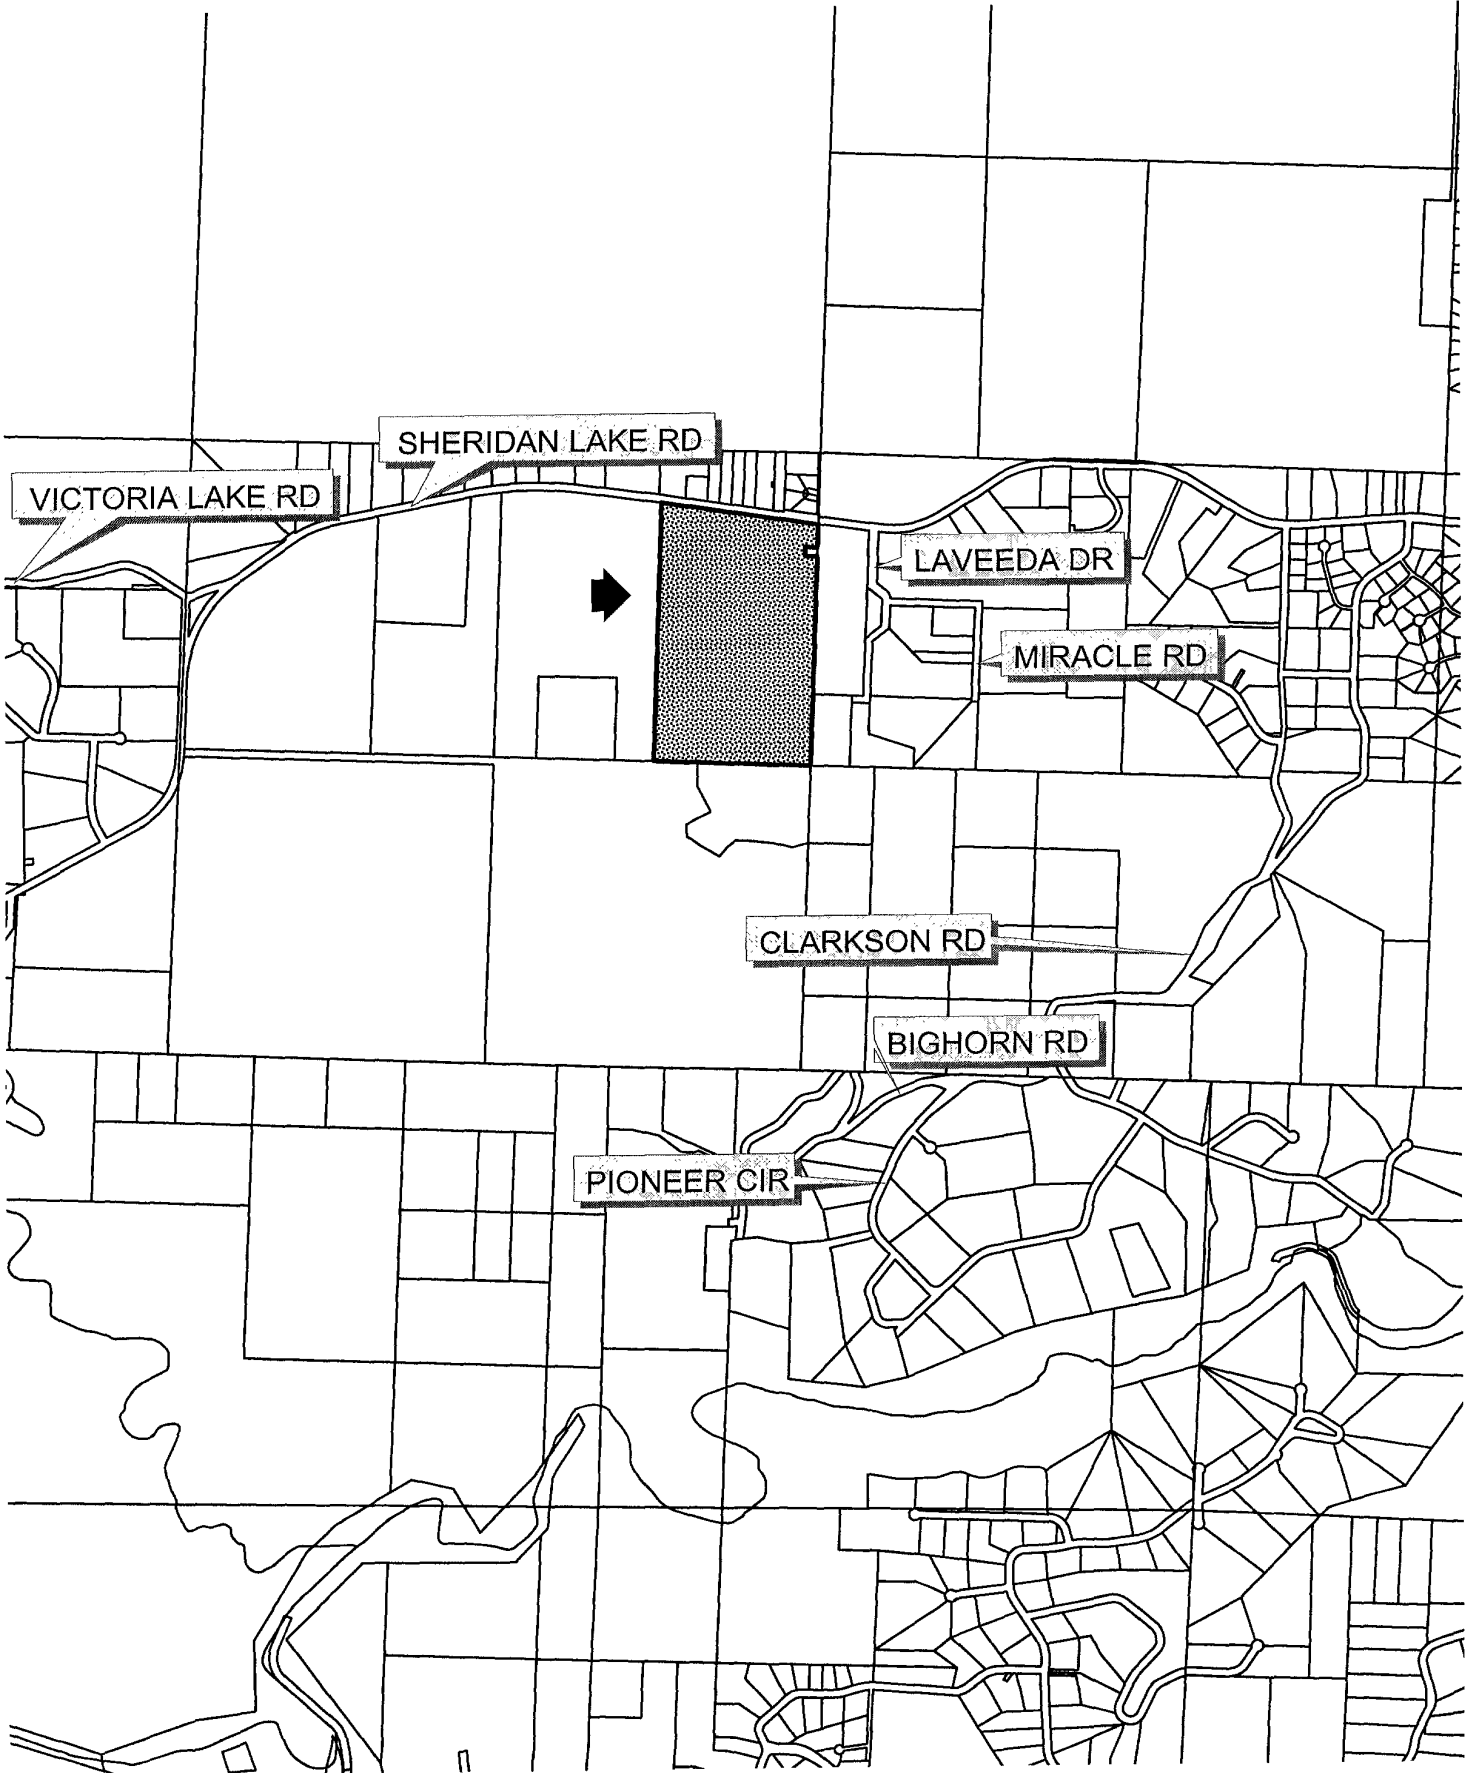 SHERIDAN LAKE RD
VICTORIA LAKE RD
LAVEEDA DR
MIRACLE RD
CLARKSON RD
BIGHORN RD
PIONEER CIR